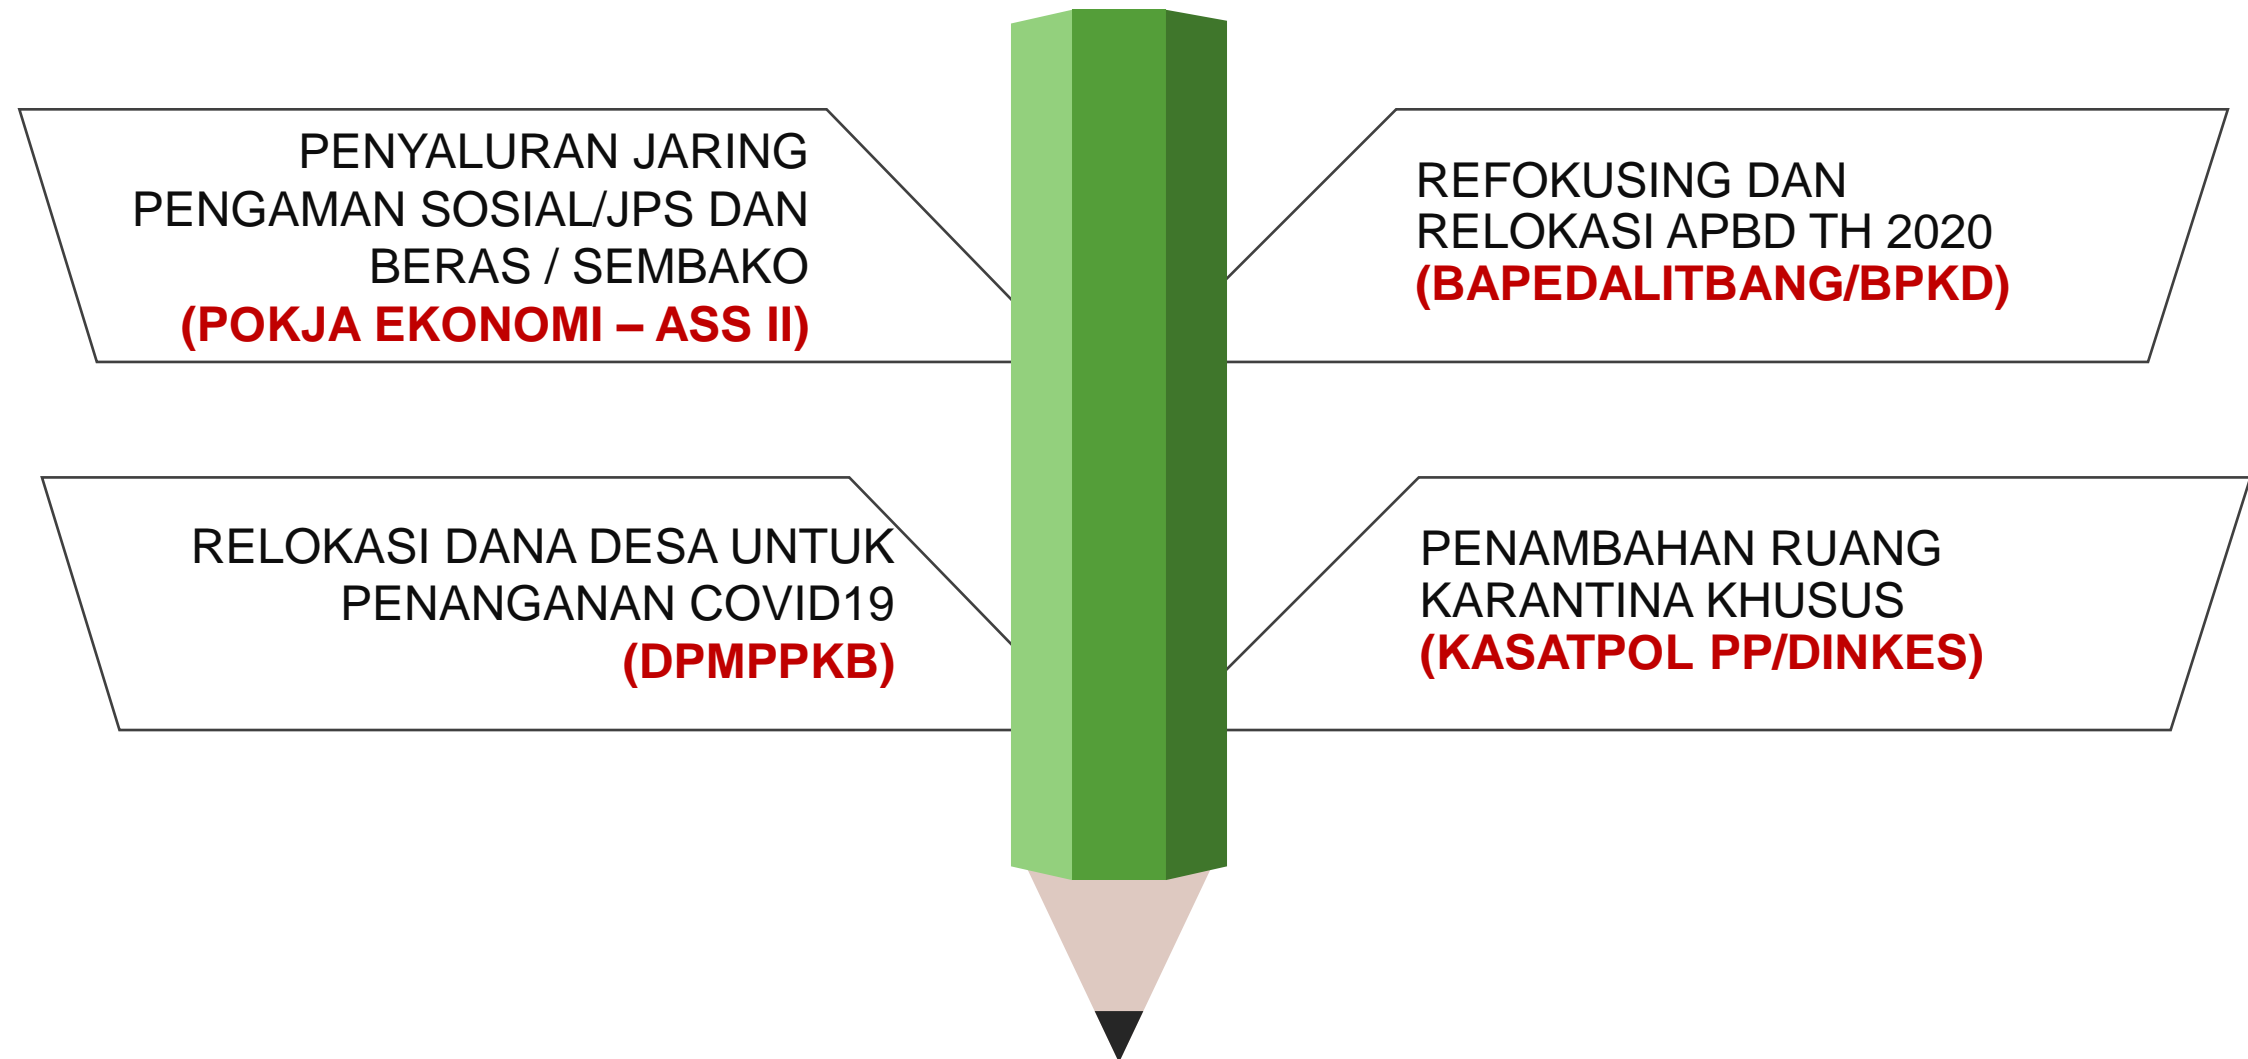 PENYALURAN JARING
PENGAMAN SOSIAL/JPS DAN
BERAS / SEMBAKO
(POKJA EKONOMI – ASS II)
REFOKUSING DAN
RELOKASI APBD TH 2020
(BAPEDALITBANG/BPKD)
RELOKASI DANA DESA UNTUK
PENANGANAN COVID19
(DPMPPKB)
PENAMBAHAN RUANG
KARANTINA KHUSUS
(KASATPOL PP/DINKES)